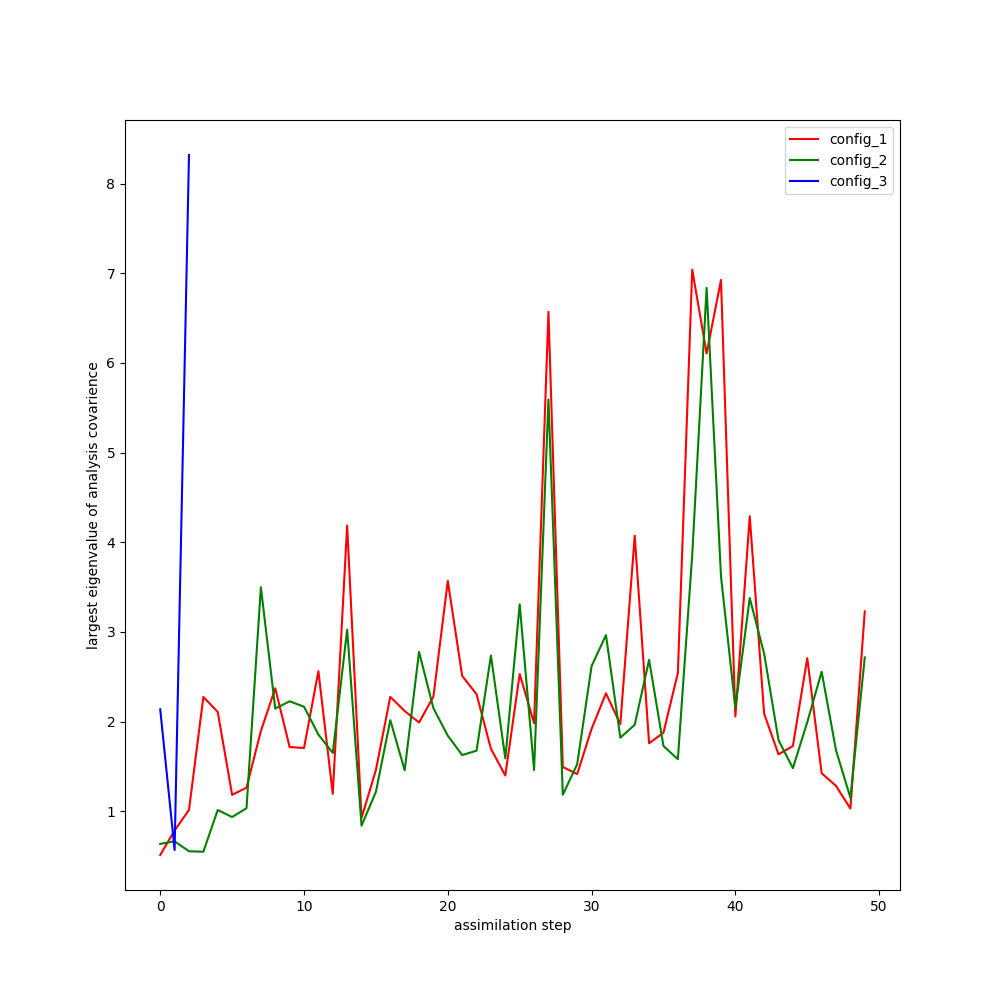 config_1
config_2
config_3
8
7
6
5
4
3
2
1
largest eigenvalue of analysis covarience
0 10 20 30 40 50
assimilation step